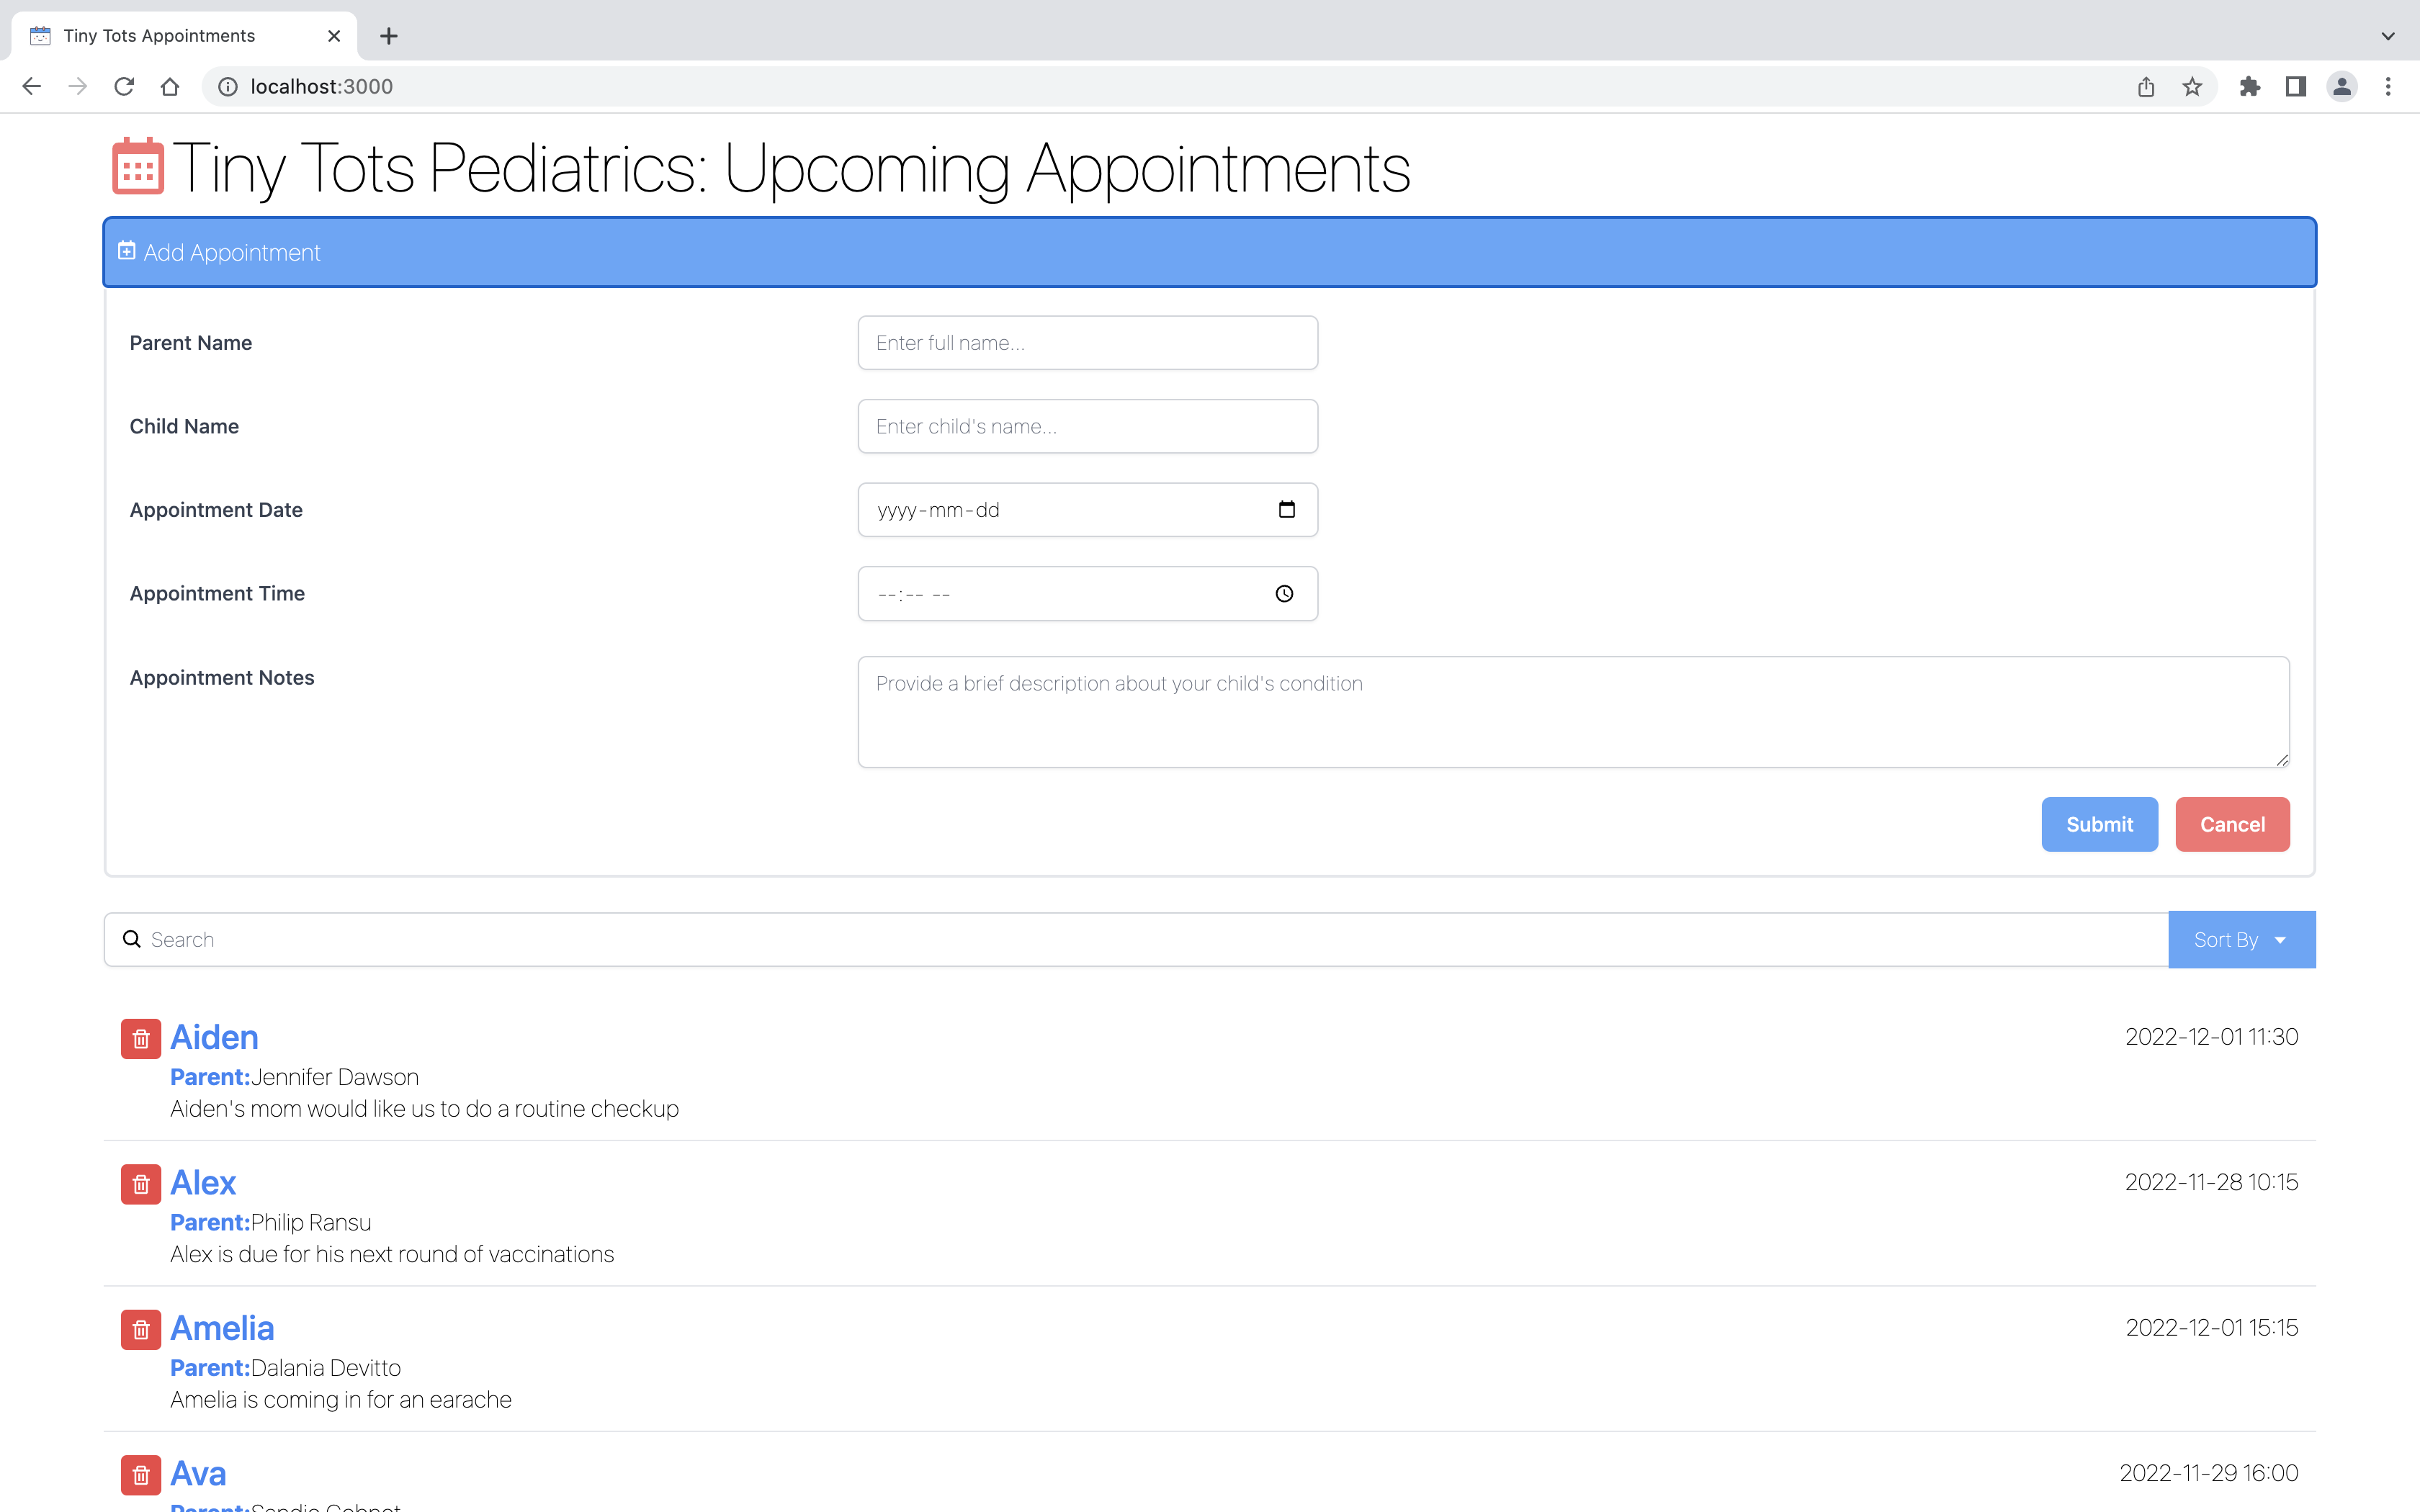 Tiny Tots Appointments
localhost:3000
Tiny Tots Pediatrics: Upcoming Appointments
Add Appointment
Parent Name
Enter full name...
Child Name
Enter child's name...
Appointment Date
yyyy-mm-dd
Appointment Time
--:-- --
Appointment Notes
Provide a brief description about your child's condition
Submit Cancel
Search
Sort By
Aiden 2022-12-01 11:30
Parent:Jennifer Dawson
Aiden's mom would like us to do a routine checkup
Alex 2022-11-28 10:15
Parent:Philip Ransu
Alex is due for his next round of vaccinations
Amelia 2022-12-01 15:15
Parent:Dalania Devitto
Amelia is coming in for an earache
Ava 2022-11-29 16:00
Parent: